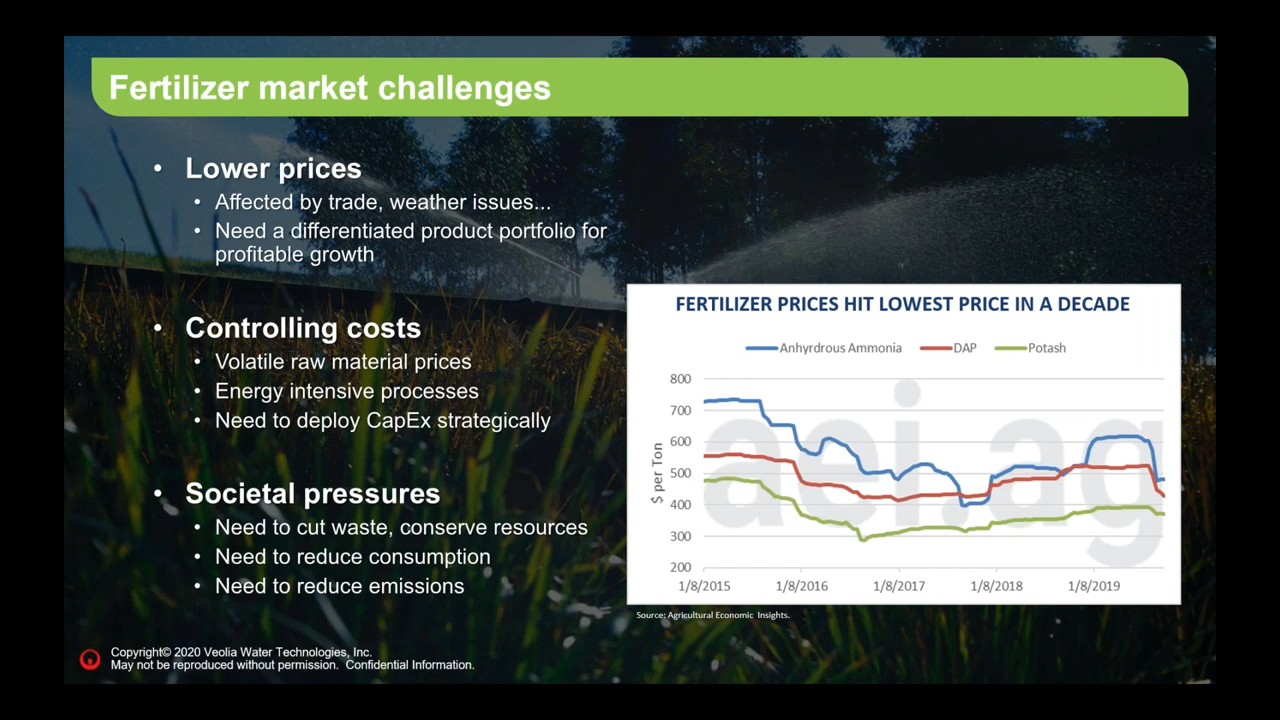 Fertilizer market challenges
• Lower prices
• Affected by trade, weather issues...
• Need a differentiated product portfolio for
profitable growth
• Controlling costs
• Volatile raw material prices
• Energy intensive processes
• Need to deploy CapEx strategically
• Societal pressures
• Need to cut waste, conserve resources
• Need to reduce consumption
• Need to reduce emissions
FERTILIZER PRICES HIT LOWEST PRICE IN A DECADE
Anhyrdrous Ammonia DAP Potash
$ per Ton
800
700
600
500
400
300
200
1/8/2015 1/8/2016 1/8/2017 1/8/2018 1/8/2019
aei.ag
Source: Agricultural Economic Insights.
Copyright© 2020 Veolia Water Technologies, Inc.
May not be reproduced without permission. Confidential Information.